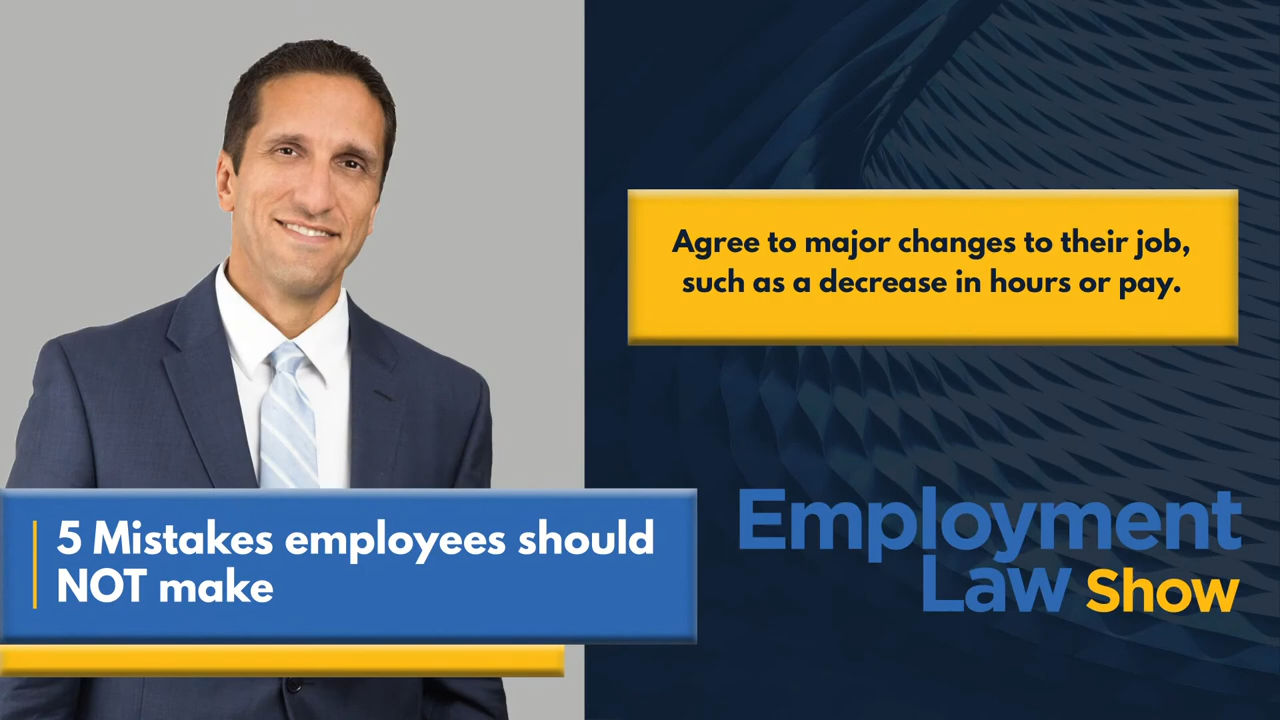 Agree to major changes to their job,
such as a decrease in hours or pay.
5 Mistakes employees should
NOT make
Employment
Law Show